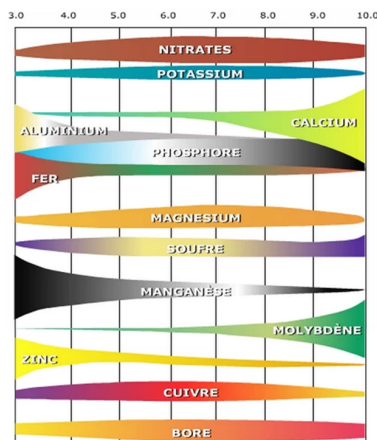 3.0 4.0 5.0 6.0 7.0 8.0 9.0 10.0
NITRATES
POTASSIUM
CALCIUM
ALUMINIUM
PHOSPHORE
FER
MAGNESIUM
SOUFRE
MANGANÈSE
MOLYBDÈNE
ZINC
CUIVRE
BORE